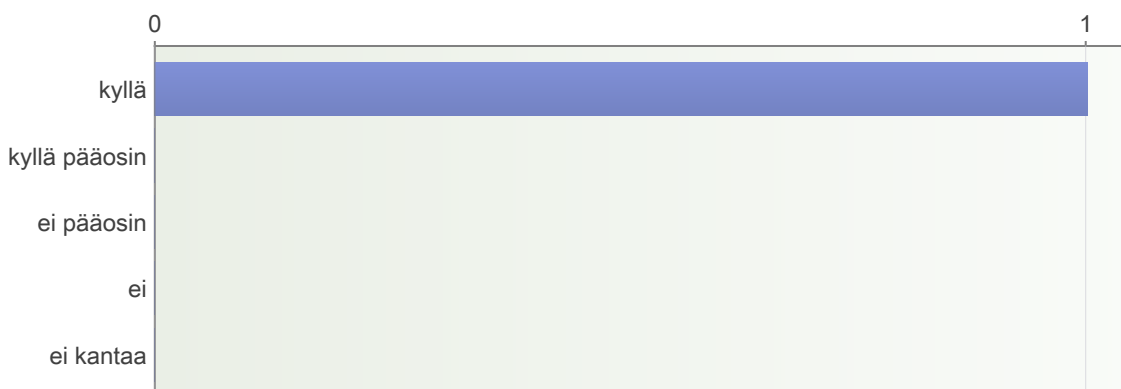 0 1
kyllä
kyllä pääosin
ei pääosin
ei
ei kantaa